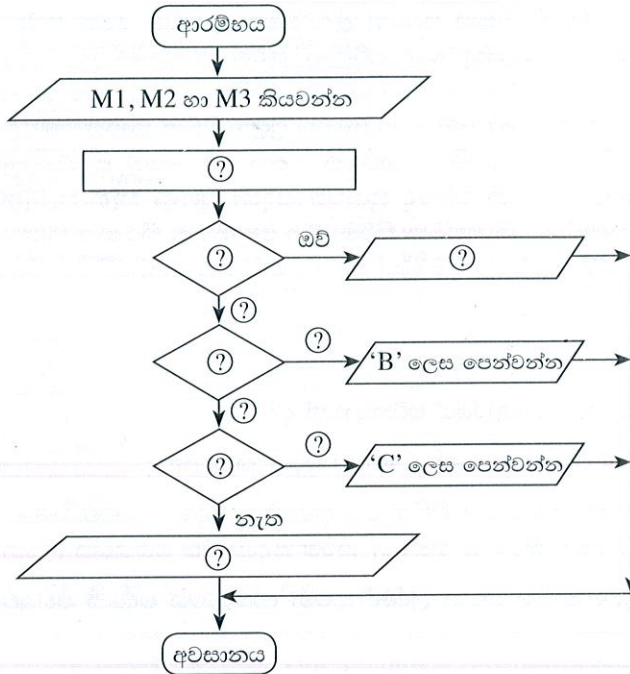 ආරම්භය
M1, M2 හා M3 කියවන්න
?
? ඔව් ?
?
? ? 'B' ලෙස පෙන්වන්න
?
? ? 'C' ලෙස පෙන්වන්න
නැත
?
අවසානය